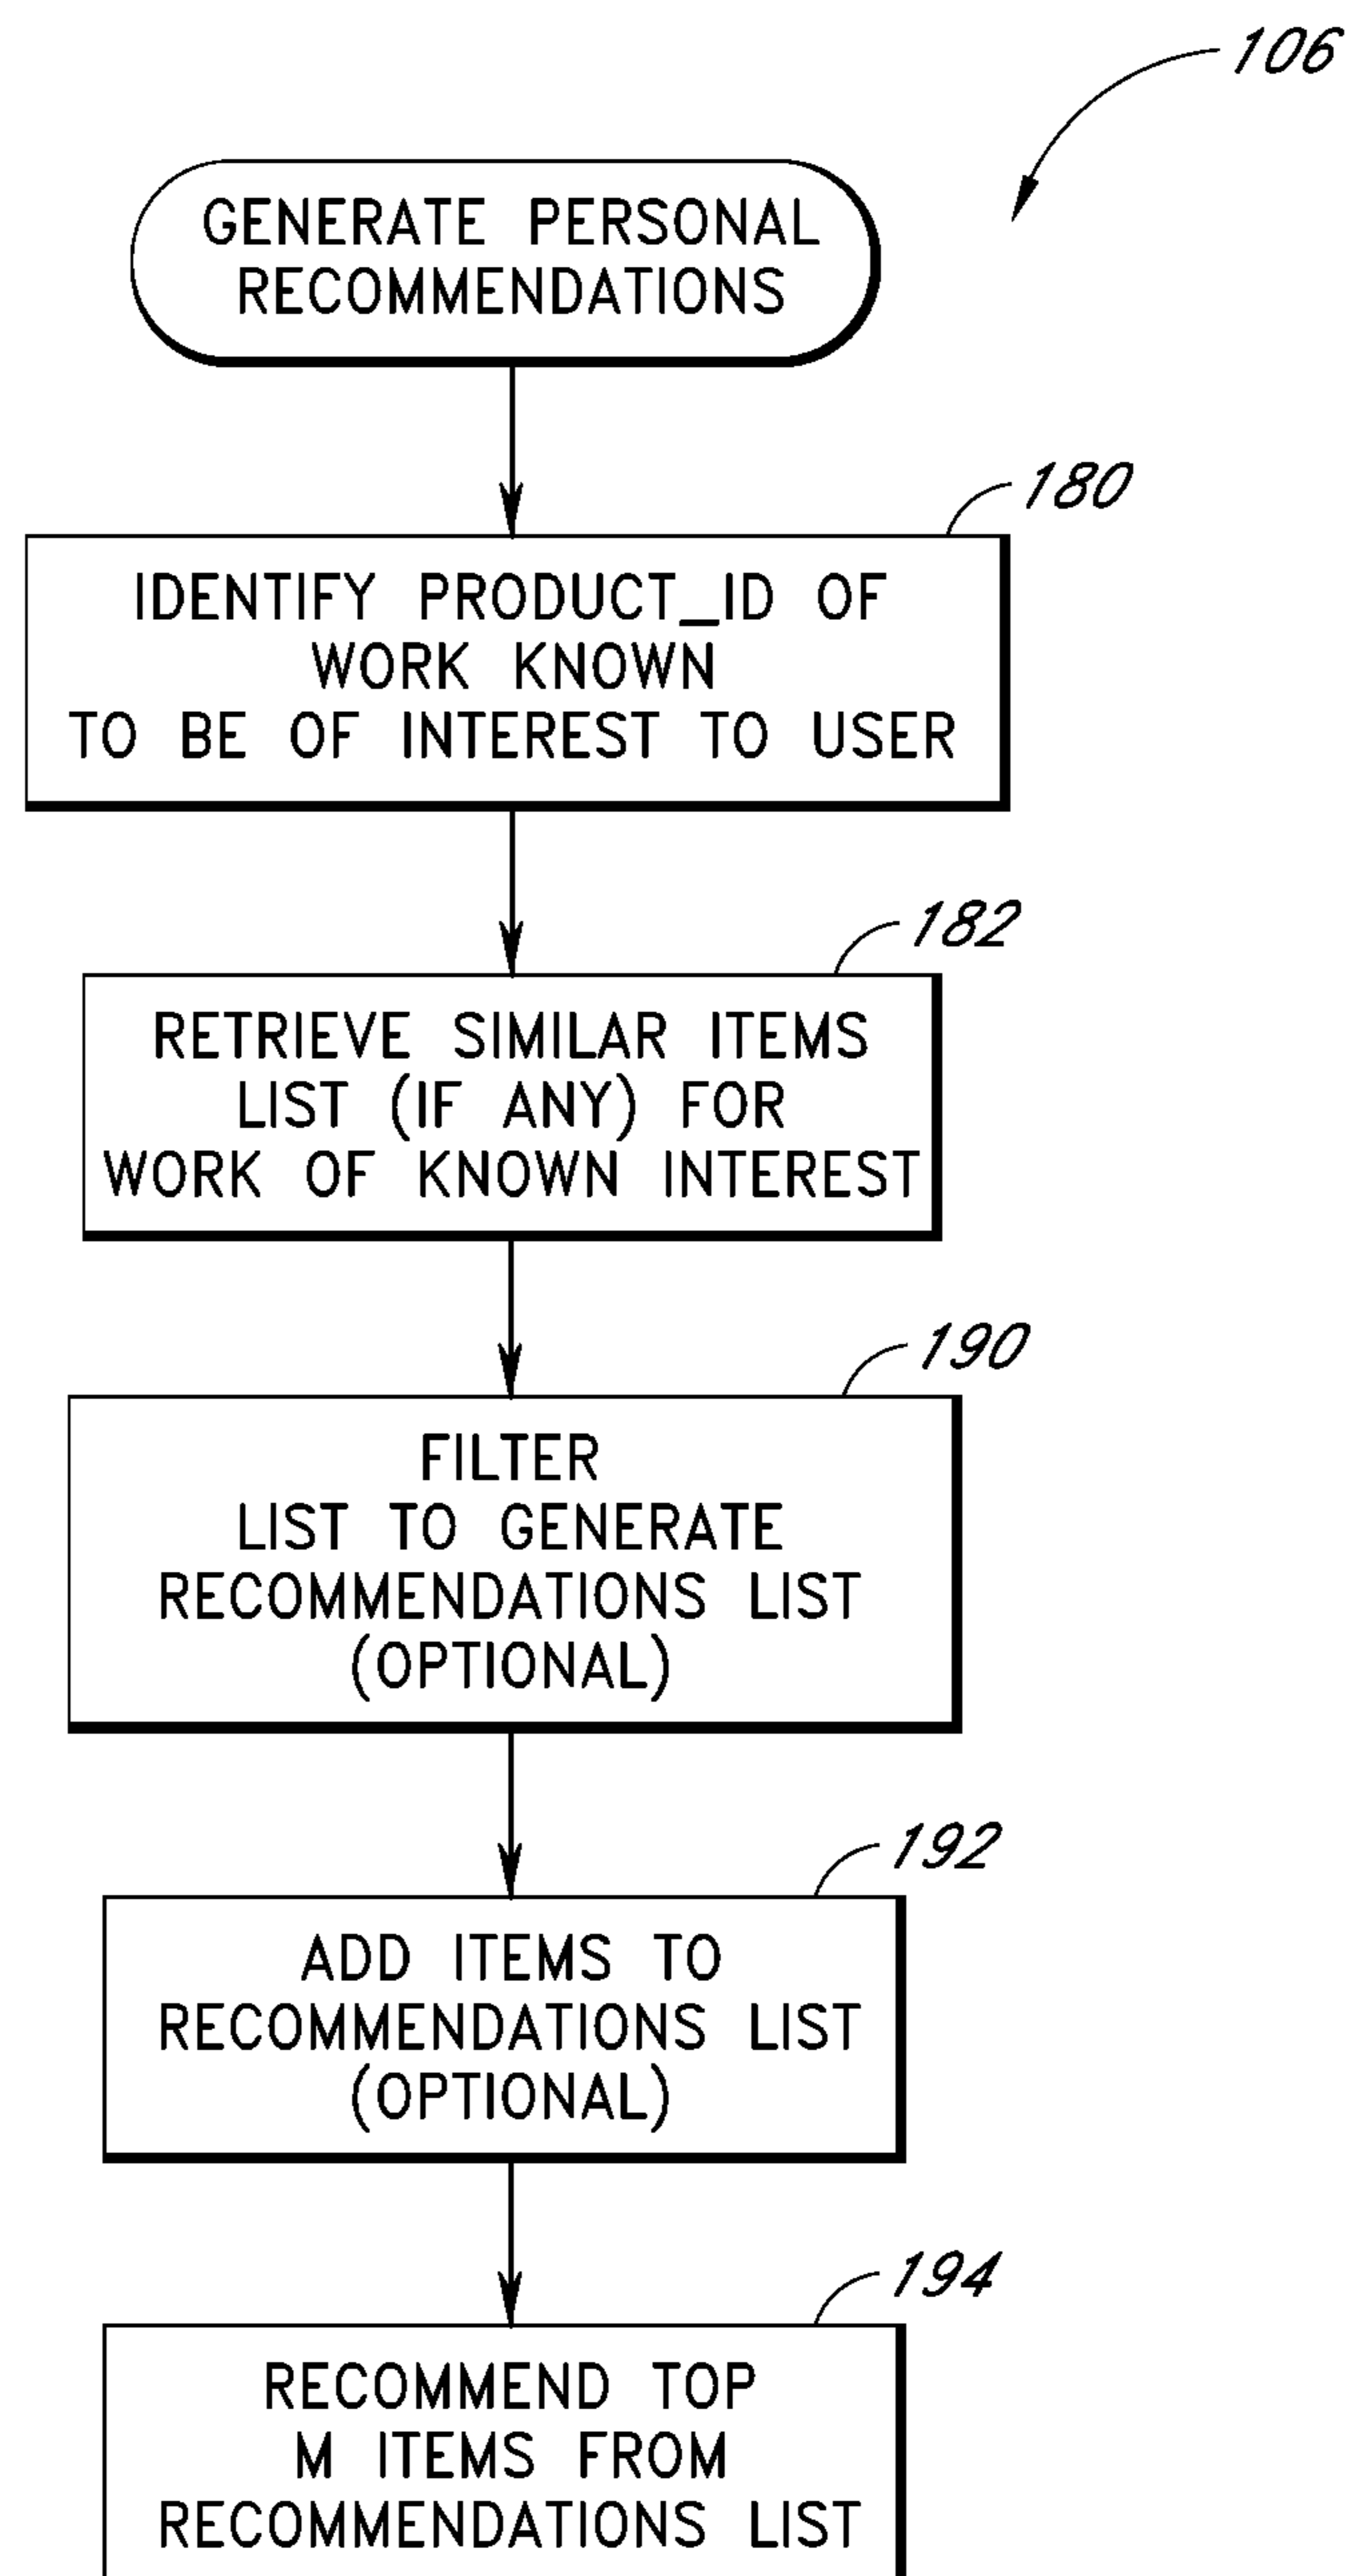 106
GENERATE PERSONAL
RECOMMENDATIONS
180
IDENTIFY PRODUCT_ID OF
WORK KNOWN
TO BE OF INTEREST TO USER
182
RETRIEVE SIMILAR ITEMS
LIST (IF ANY) FOR
WORK OF KNOWN INTEREST
190
FILTER
LIST TO GENERATE
RECOMMENDATIONS LIST
(OPTIONAL)
192
ADD ITEMS TO
RECOMMENDATIONS LIST
(OPTIONAL)
194
RECOMMEND TOP
M ITEMS FROM
RECOMMENDATIONS LIST